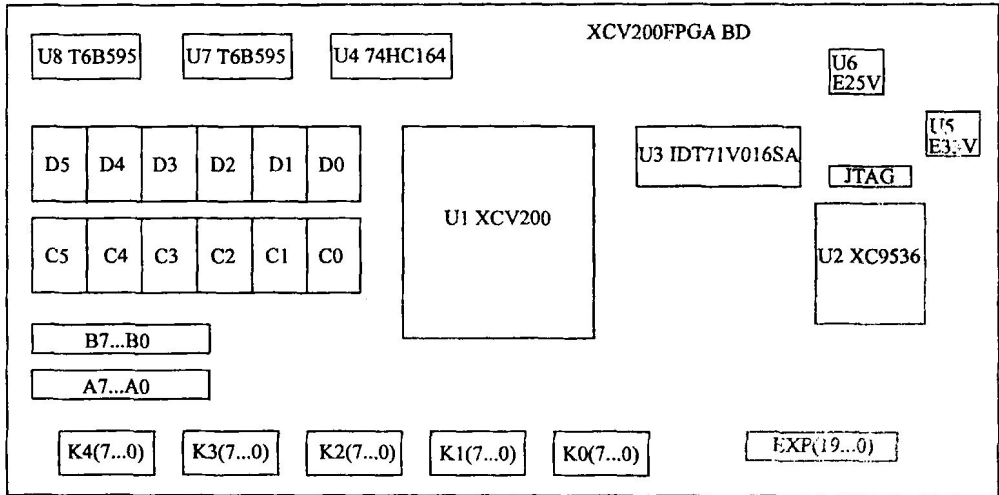 XCV200FPGA BD
U8 T6B595
U7 T6B595
U4 74HC164
U6
E25V
U5
D5 D4 D3 D2 D1 D0
U3 IDT71V016SA
JTAG
U1 XCV200
C5 C4 C3 C2 C1 C0
U2 XC9536
B7...B0
A7...A0
K4(7...0)
K3(7...0)
K2(7...0)
K1(7...0)
K0(7...0)
EXP(19...0)